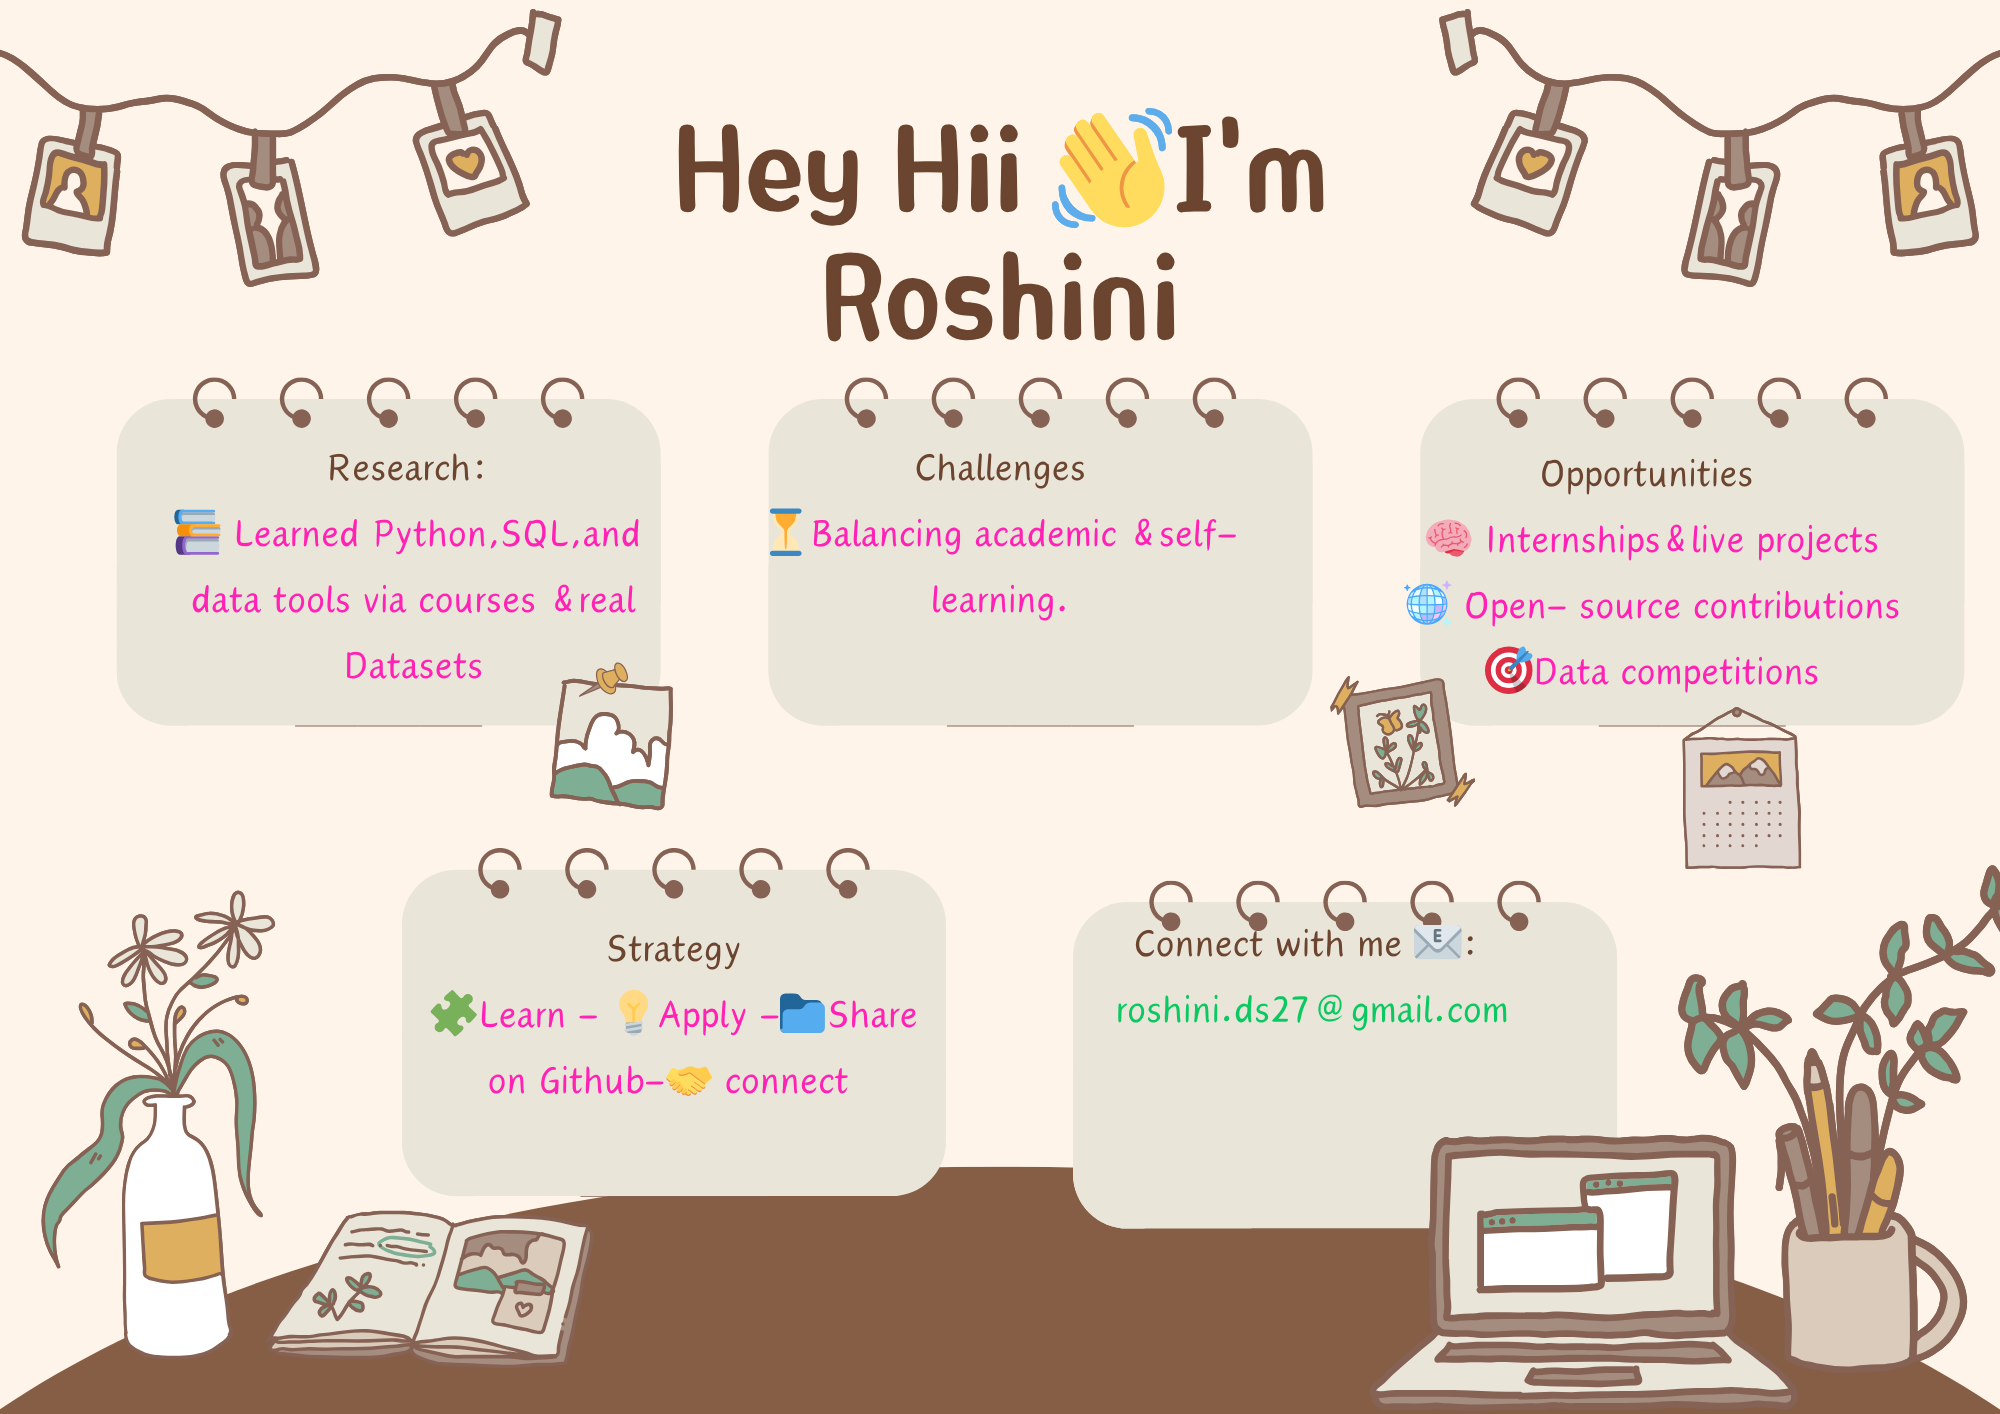 Hey Hii 👋I'm
Roshini
Research:
📚 Learned Python,SQL,and
data tools via courses &real
Datasets
Challenges
⏳Balancing academic &self-
learning.
Opportunities
🧠 Internships&live projects
🌐 Open- source contributions
🎯Data competitions
Strategy
🧩Learn - 💡Apply -📁Share
on Github-🤝 connect
Connect with me 📧:
roshini.ds27@gmail.com